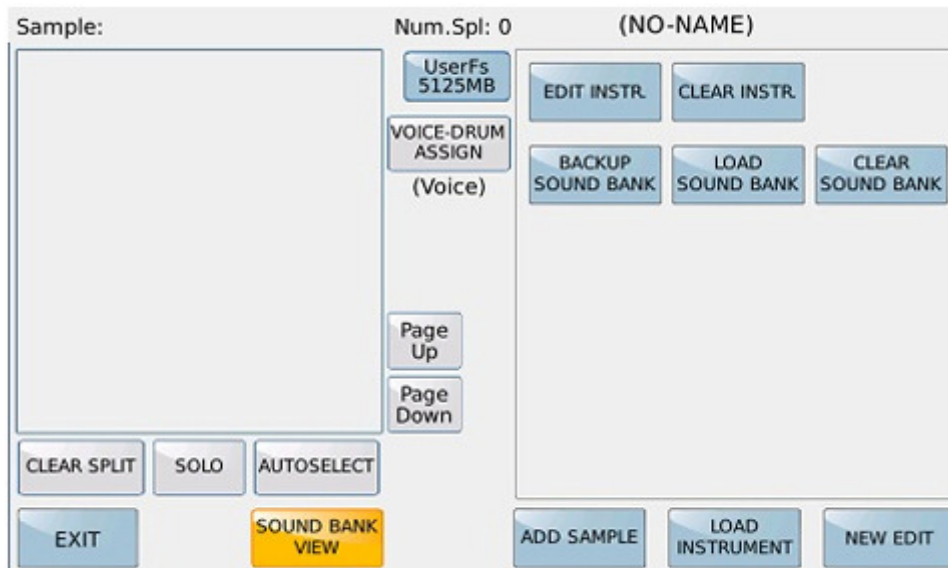 Sample:
Num.Spl: 0
(NO-NAME)
UserFs
5125MB
EDIT INSTR.
CLEAR INSTR.
VOICE-DRUM
ASSIGN
(Voice)
BACKUP
SOUND BANK
LOAD
SOUND BANK
CLEAR
SOUND BANK
Page
Up
Page
Down
CLEAR SPLIT
SOLO
AUTOSELECT
EXIT
SOUND BANK
VIEW
ADD SAMPLE
LOAD
INSTRUMENT
NEW EDIT